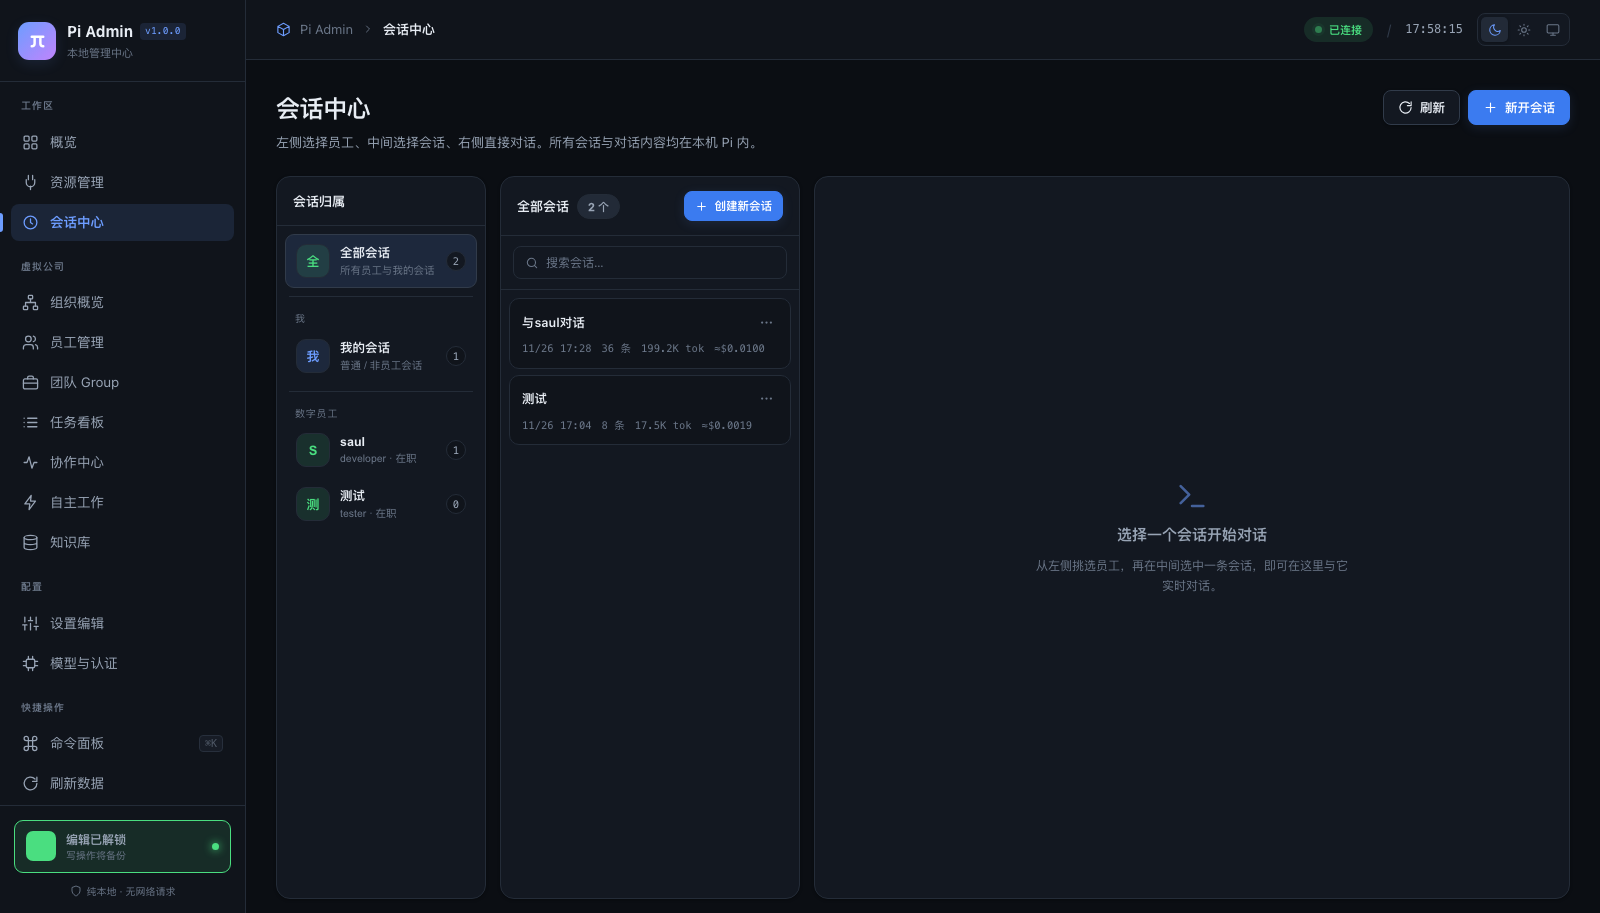 π
Pi Admin v1.0.0
本地管理中心
工作区
概览
资源管理
会话中心
虚拟公司
组织概览
员工管理
团队 Group
任务看板
协作中心
自主工作
知识库
配置
设置编辑
模型与认证
快捷操作
命令面板 ⌘K
刷新数据
编辑已解锁
写操作将备份
纯本地 · 无网络请求
Pi Admin › 会话中心
已连接 / 17:58:15
会话中心
左侧选择员工、中间选择会话、右侧直接对话。所有会话与对话内容均在本机 Pi 内。
刷新
+ 新开会话
会话归属
全 全部会话 2
所有员工与我的会话
我
我 我的会话 1
普通 / 非员工会话
数字员工
S saul 1
developer · 在职
测 测试 0
tester · 在职
全部会话 2 个
+ 创建新会话
搜索会话...
与saul对话 ···
11/26 17:28 36 条 199.2K tok ≈$0.0100
测试 ···
11/26 17:04 8 条 17.5K tok ≈$0.0019
选择一个会话开始对话
从左侧挑选员工，再在中间选中一条会话，即可在这里与它
实时对话。